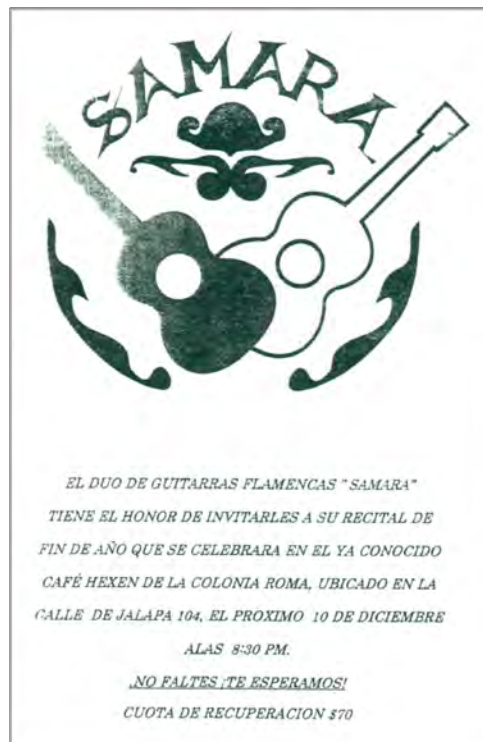 SAMARA
EL DUO DE GUITARRAS FLAMENCAS "SAMARA"
TIENE EL HONOR DE INVITARLES A SU RECITAL DE
FIN DE AÑO QUE SE CELEBRARA EN EL YA CONOCIDO
CAFÉ HEXEN DE LA COLONIA ROMA, UBICADO EN LA
CALLE DE JALAPA 104, EL PROXIMO 10 DE DICIEMBRE
ALAS 8:30 PM.
¡NO FALTES ¡TE ESPERAMOS!
CUOTA DE RECUPERACION $70